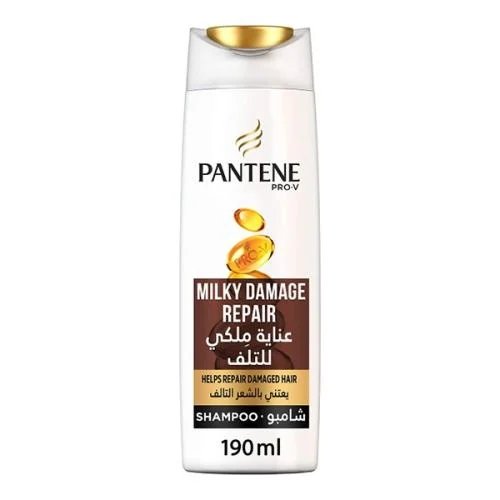 PANTENE
PRO-V
PRO-V
MILKY DAMAGE
REPAIR
عناية مِلكي
للتلف
HELPS REPAIR DAMAGED HAIR
يعتني بالشعر التالف
SHAMPOO · شامبو
190ml